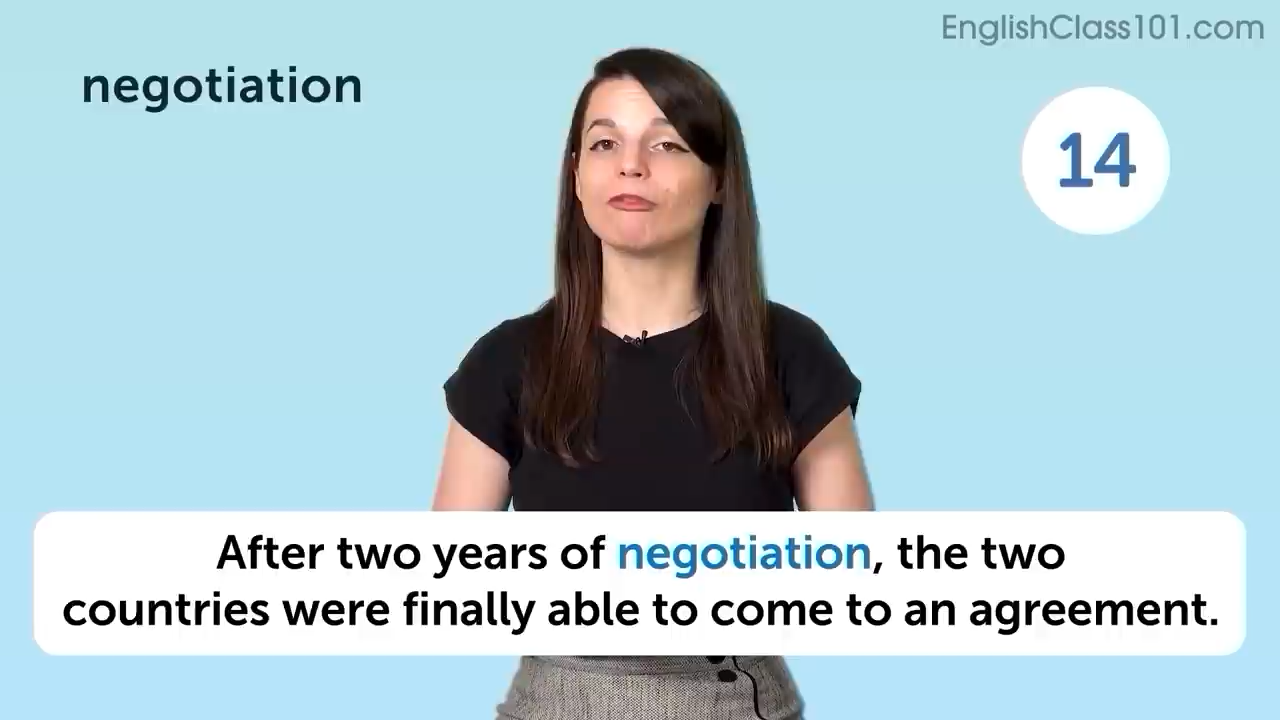 EnglishClass101.com
negotiation
14
After two years of negotiation, the two
countries were finally able to come to an agreement.